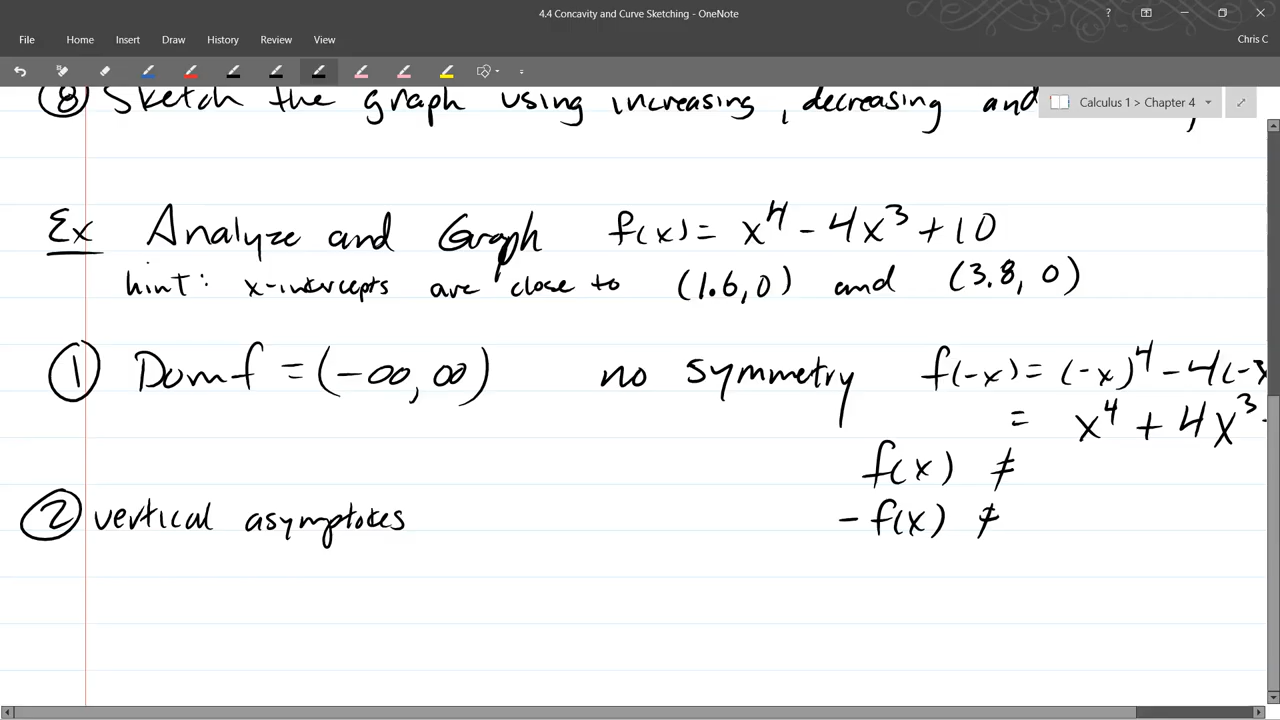 4.4 Concavity and Curve Sketching - OneNote
File Home Insert Draw History Review View
Chris C
Calculus 1 > Chapter 4
⑧ Sketch the graph using increasing, decreasing and
Ex Analyze and Graph f(x) = x⁴ - 4x³ + 10
hint: x-intercepts are close to (1.6, 0) and (3.8, 0)
① Dom f = (-∞, ∞) no symmetry f(-x) = (-x)⁴ - 4(-x
= x⁴ + 4x³
f(x) ≠
② vertical asymptotes - f(x) ≠